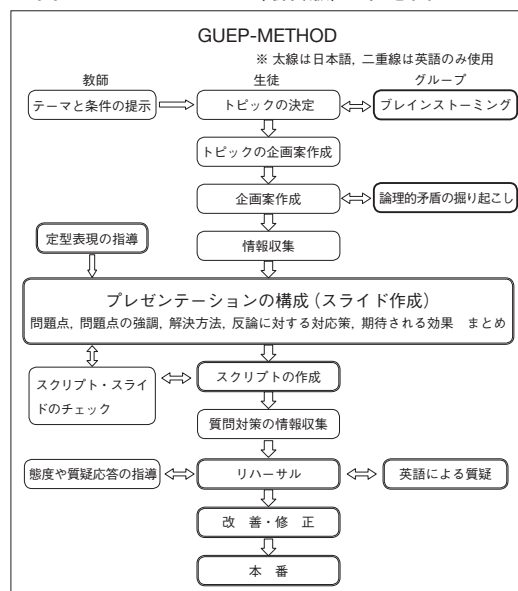 GUEP-METHOD
※ 太線は日本語, 二重線は英語のみ使用
教師
生徒
グループ
テーマと条件の提示
トピックの決定
ブレインストーミング
トピックの企画案作成
企画案作成
論理的矛盾の掘り起こし
定型表現の指導
情報収集
プレゼンテーションの構成(スライド作成)
問題点, 問題点の強調, 解決方法, 反論に対する対応策, 期待される効果　まとめ
スクリプト・スライ
ドのチェック
スクリプトの作成
質問対策の情報収集
態度や質疑応答の指導
リハーサル
英語による質疑
改 善・修 正
本 番